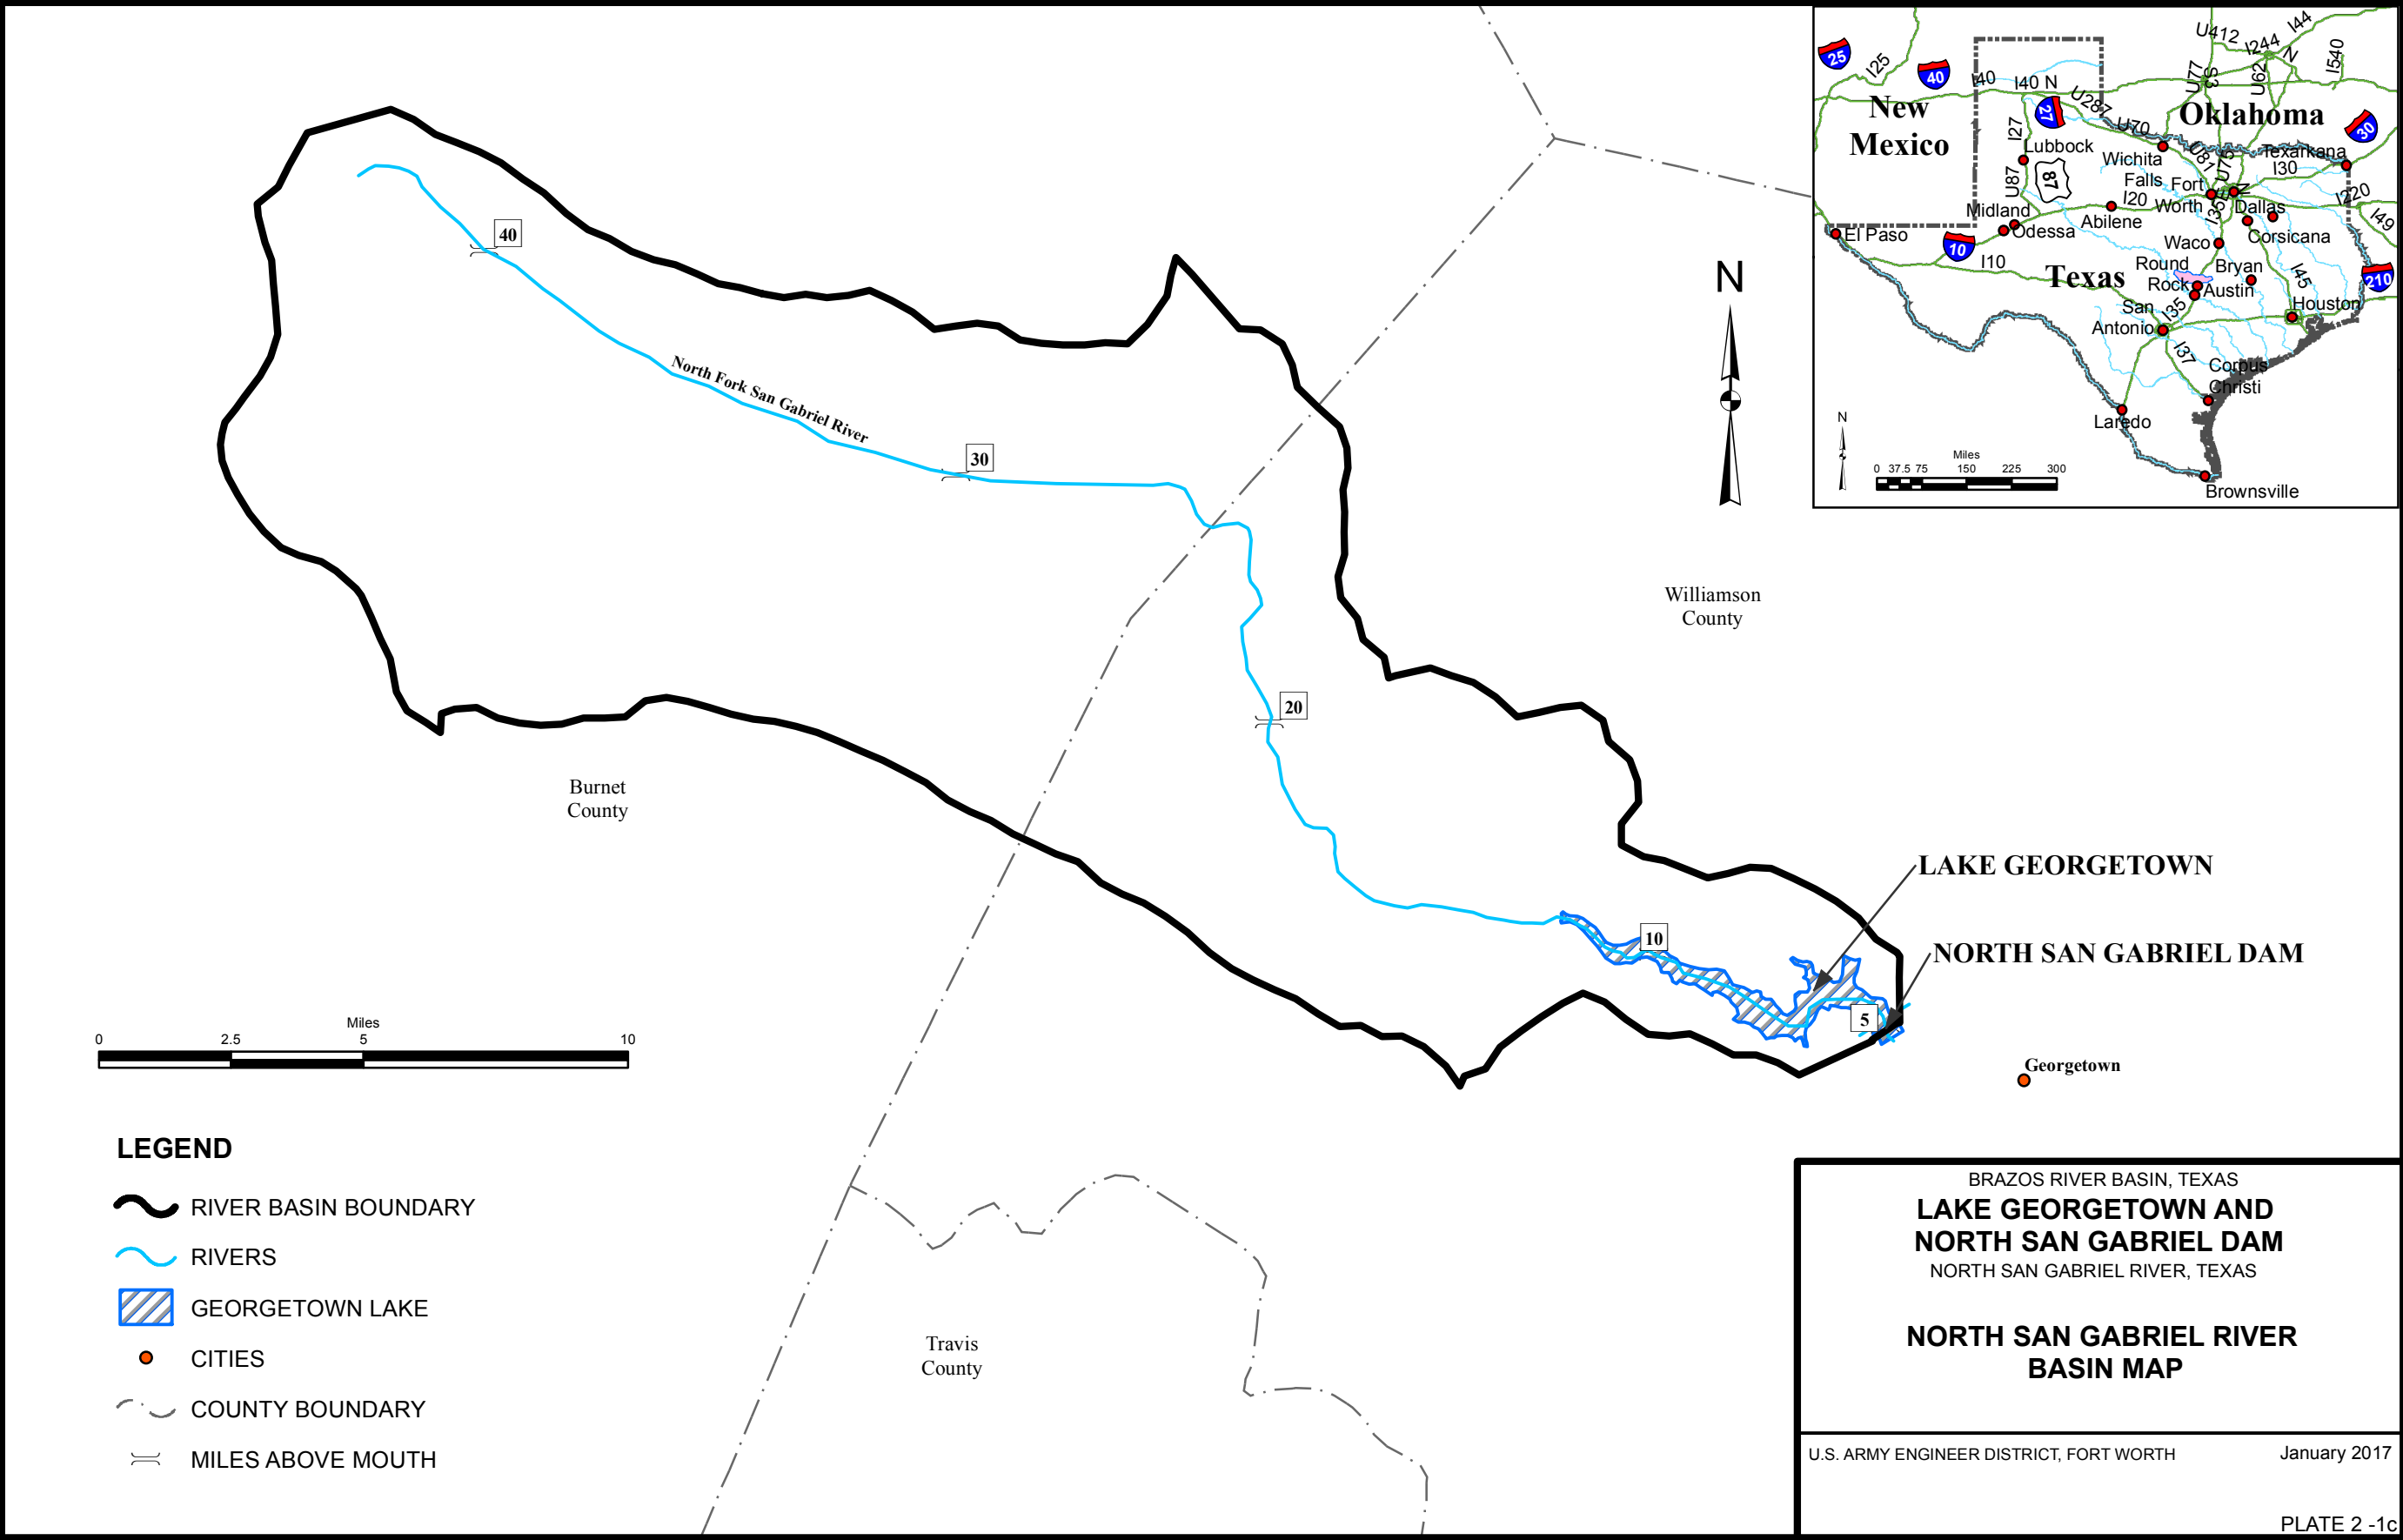 40
North Fork San Gabriel River
30
20
10
5
N
Williamson
County
Burnet
County
Travis
County
LAKE GEORGETOWN
NORTH SAN GABRIEL DAM
Georgetown
Miles
0 2.5 5 10
LEGEND
RIVER BASIN BOUNDARY
RIVERS
GEORGETOWN LAKE
CITIES
COUNTY BOUNDARY
MILES ABOVE MOUTH
25
I25
40
I40
I40 N
U412
I244
I44
N
I540
U77
S3
U62
New
Mexico
27
I27
U287
U70
Oklahoma
30
Lubbock
Wichita
Falls
U81
U75
Texarkana
I30
U87
87
Fort
Worth
I20
I35E
N
Dallas
I220
I49
Midland
Odessa
Abilene
El Paso
10
I10
Waco
Corsicana
Texas
Round
Rock
Bryan
Austin
I45
210
San
Antonio
I35
Houston
I37
Corpus
Christi
Laredo
Brownsville
N
Miles
0 37.5 75 150 225 300
BRAZOS RIVER BASIN, TEXAS
LAKE GEORGETOWN AND
NORTH SAN GABRIEL DAM
NORTH SAN GABRIEL RIVER, TEXAS
NORTH SAN GABRIEL RIVER
BASIN MAP
U.S. ARMY ENGINEER DISTRICT, FORT WORTH January 2017
PLATE 2 -1c